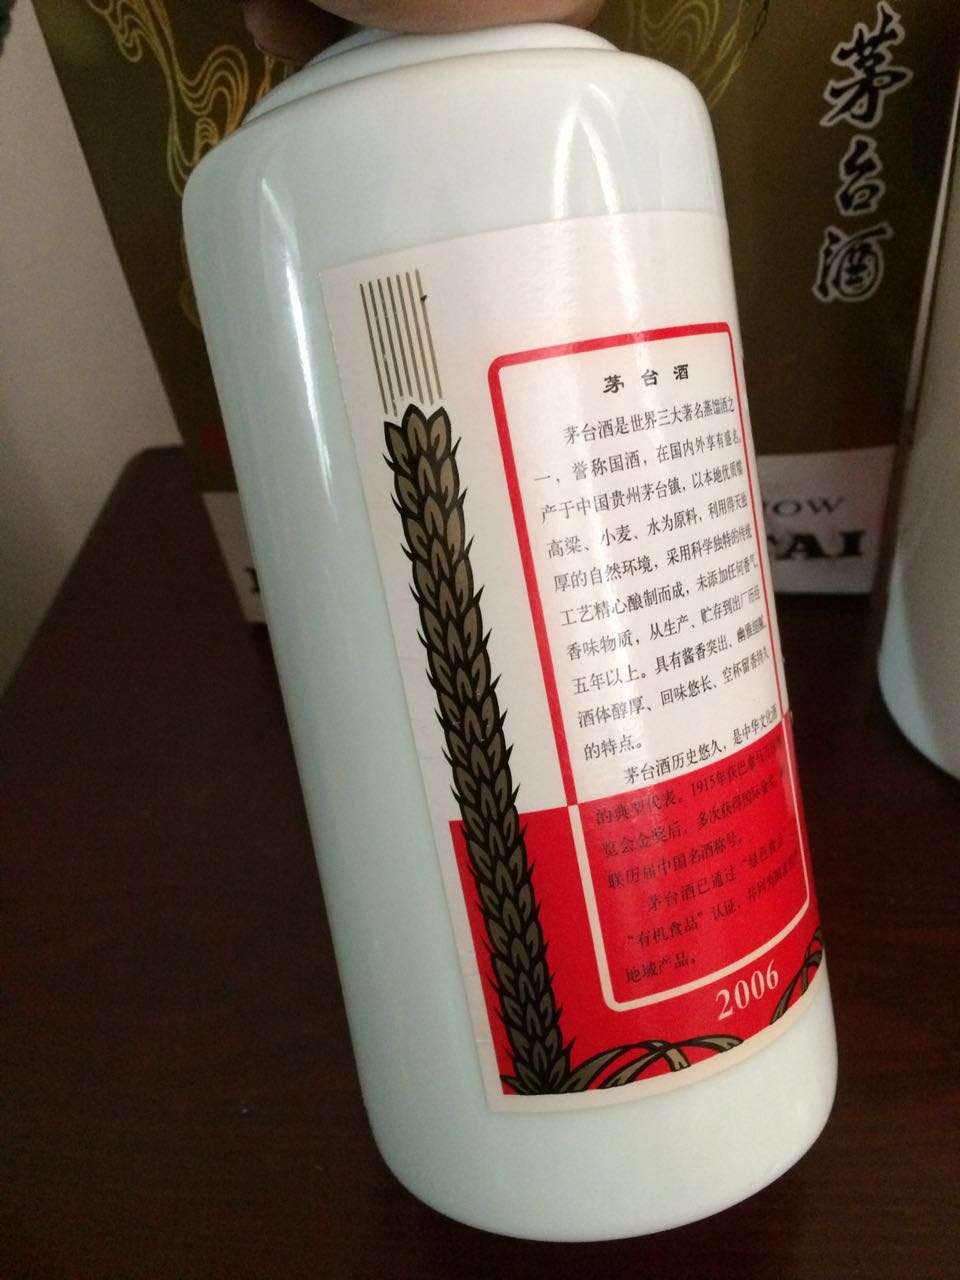 茅台酒
茅台酒
茅台酒是世界三大著名蒸馏酒之
一，誉称国酒，在国内外享有盛名。
产于中国贵州茅台镇，以本地优质糯
高粱、小麦、水为原料，利用得天独
厚的自然环境，采用科学独特的传统
工艺精心酿制而成，未添加任何香气
香味物质，从生产、贮存到出厂历经
五年以上。具有酱香突出、幽雅细腻、
酒体醇厚、回味悠长、空杯留香持久
的特点。
茅台酒历史悠久，是中华文化酒
的典型代表。1915年在巴拿马万国
览会金奖后，多次获得国际金奖，
联历届中国名酒称号。
茅台酒已通过“绿色食品”
“有机食品”认证，
地域产品。
2006
TAI